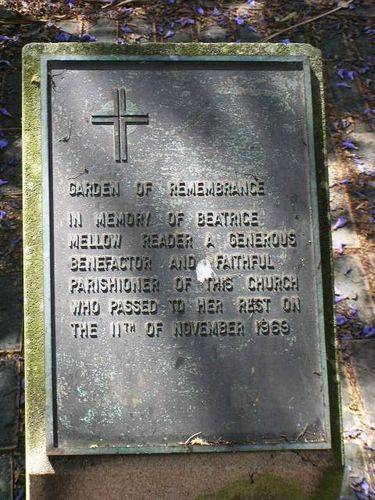 GARDEN OF REMEMBRANCE
IN MEMORY OF BEATRICE
MELLOW READER A GENEROUS
BENEFACTOR AND FAITHFUL
PARISHIONER OF THIS CHURCH
WHO PASSED TO HER REST ON
THE 11TH OF NOVEMBER 1969